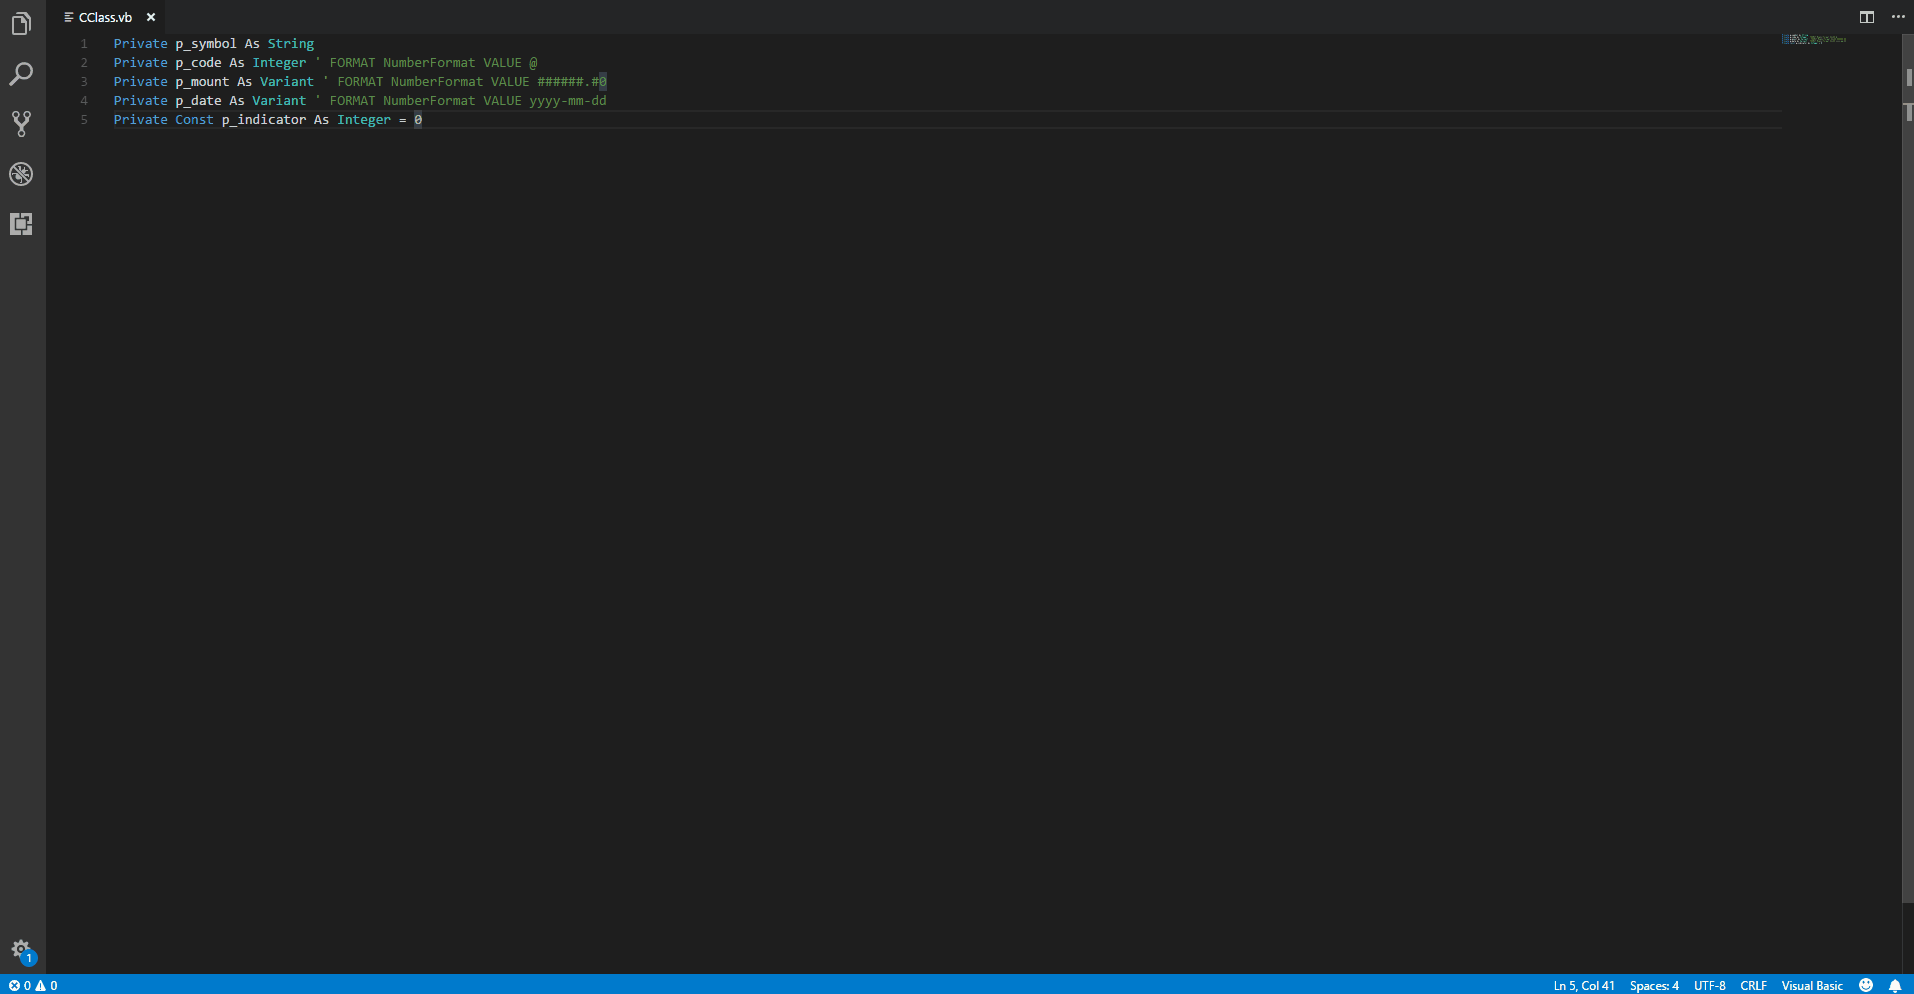 CClass.vb ×
1 Private p_symbol As String
2 Private p_code As Integer ' FORMAT NumberFormat VALUE @
3 Private p_mount As Variant ' FORMAT NumberFormat VALUE ######.#0
4 Private p_date As Variant ' FORMAT NumberFormat VALUE yyyy-mm-dd
5 Private Const p_indicator As Integer = 0
1
0 0 Ln 5, Col 41 Spaces: 4 UTF-8 CRLF Visual Basic